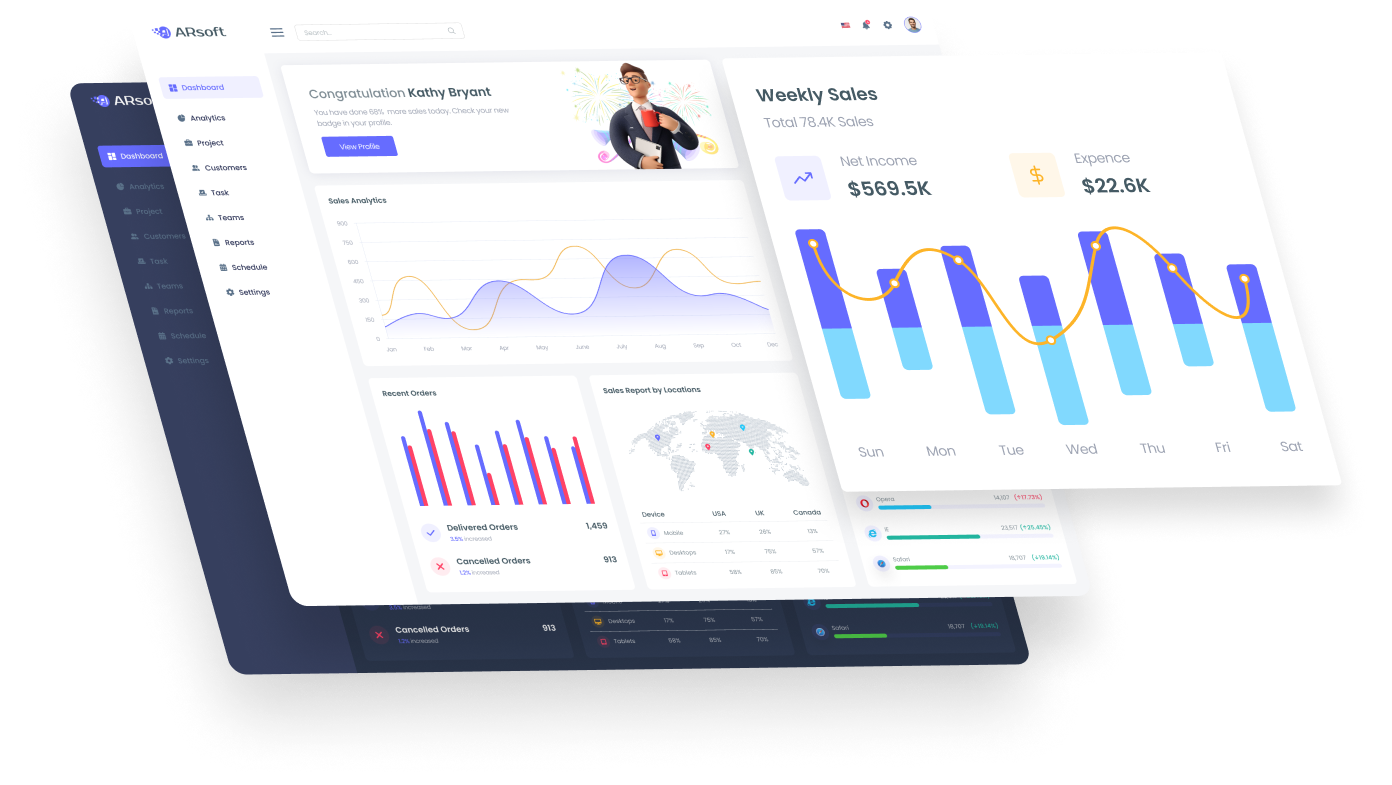 ARsoft
Search...
Dashboard
Analytics
Project
Customers
Task
Teams
Reports
Schedule
Settings
Congratulation Kathy Bryant
You have done 68% more sales today. Check your new
badge in your profile.
View Profile
Sales Analytics
900
750
600
450
300
150
0
Jan Feb Mar Apr May June July Aug Sep Oct Dec
Recent Orders
Delivered Orders 1,459
3.5% increased
Cancelled Orders 913
1.2% increased
Sales Report by Locations
Device USA UK Canada
Mobile 27% 28% 13%
Desktops 17% 75% 57%
Tablets 58% 85% 70%
Weekly Sales
Total 78.4K Sales
Net Income
$569.5K
Expence
$22.6K
Sun Mon Tue Wed Thu Fri Sat
Opera 14,107 (+17.73%)
IE 23,517 (+25.45%)
Safari 18,707 (+19.14%)
ARso
Dashboard
Analytics
Project
Customers
Task
Teams
Reports
Schedule
Settings
3.5% increased
Cancelled Orders 913
1.2% increased
Desktops 17% 75% 57%
Tablets 58% 85% 70%
Safari 18,707 (+19.14%)